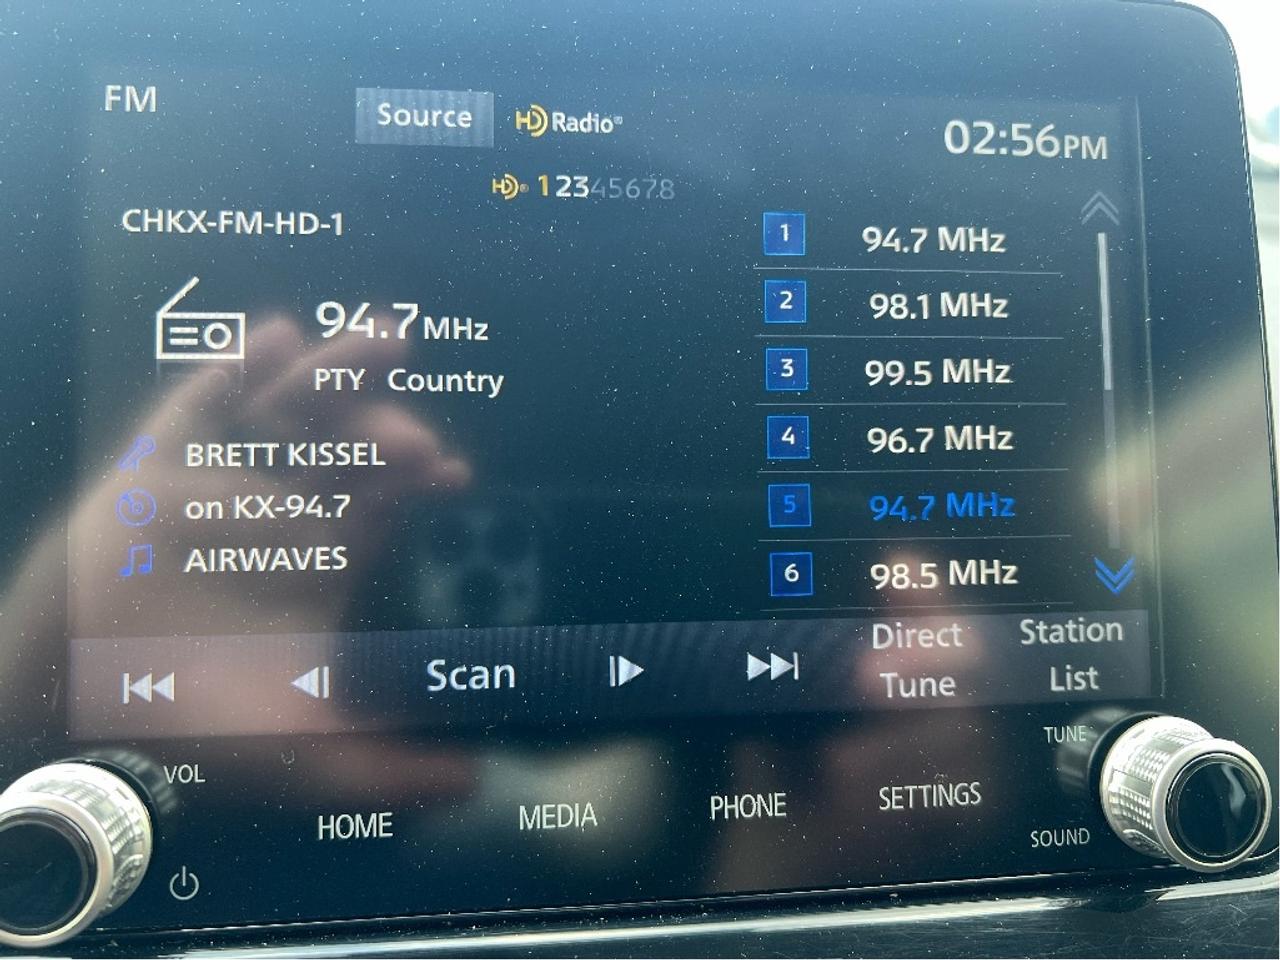 FM Source HD Radio® 02:56PM
HD® 12345678
CHKX-FM-HD-1
94.7 MHz
PTY Country
BRETT KISSEL
on KX-94.7
AIRWAVES
1 94.7 MHz
2 98.1 MHz
3 99.5 MHz
4 96.7 MHz
5 94.7 MHz
6 98.5 MHz
Scan
Direct
Tune
Station
List
VOL
HOME
MEDIA
PHONE
SETTINGS
TUNE
SOUND